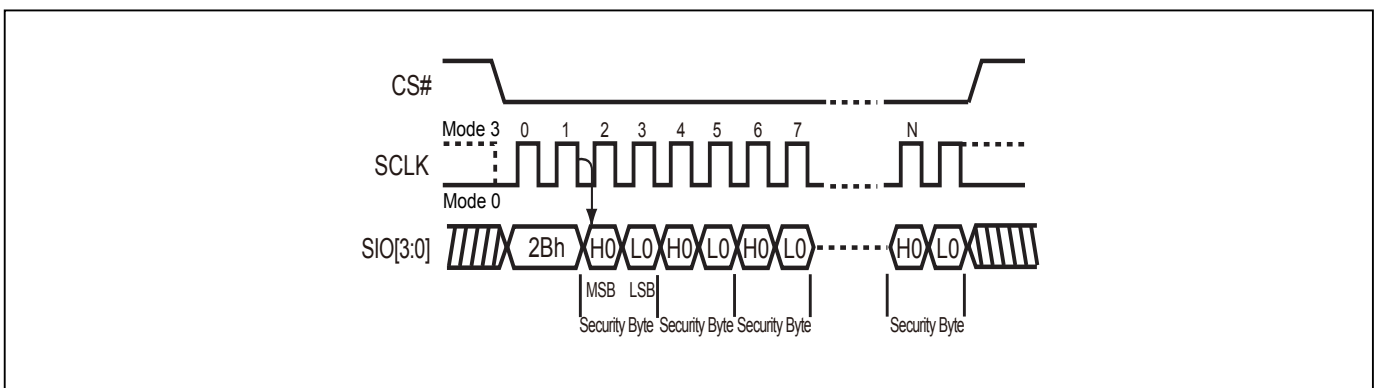 CS#
Mode 3 0 1 2 3 4 5 6 7 N
SCLK
Mode 0
SIO[3:0] 2Bh H0 L0 H0 L0 H0 L0 H0 L0
MSB LSB
Security Byte Security Byte Security Byte Security Byte